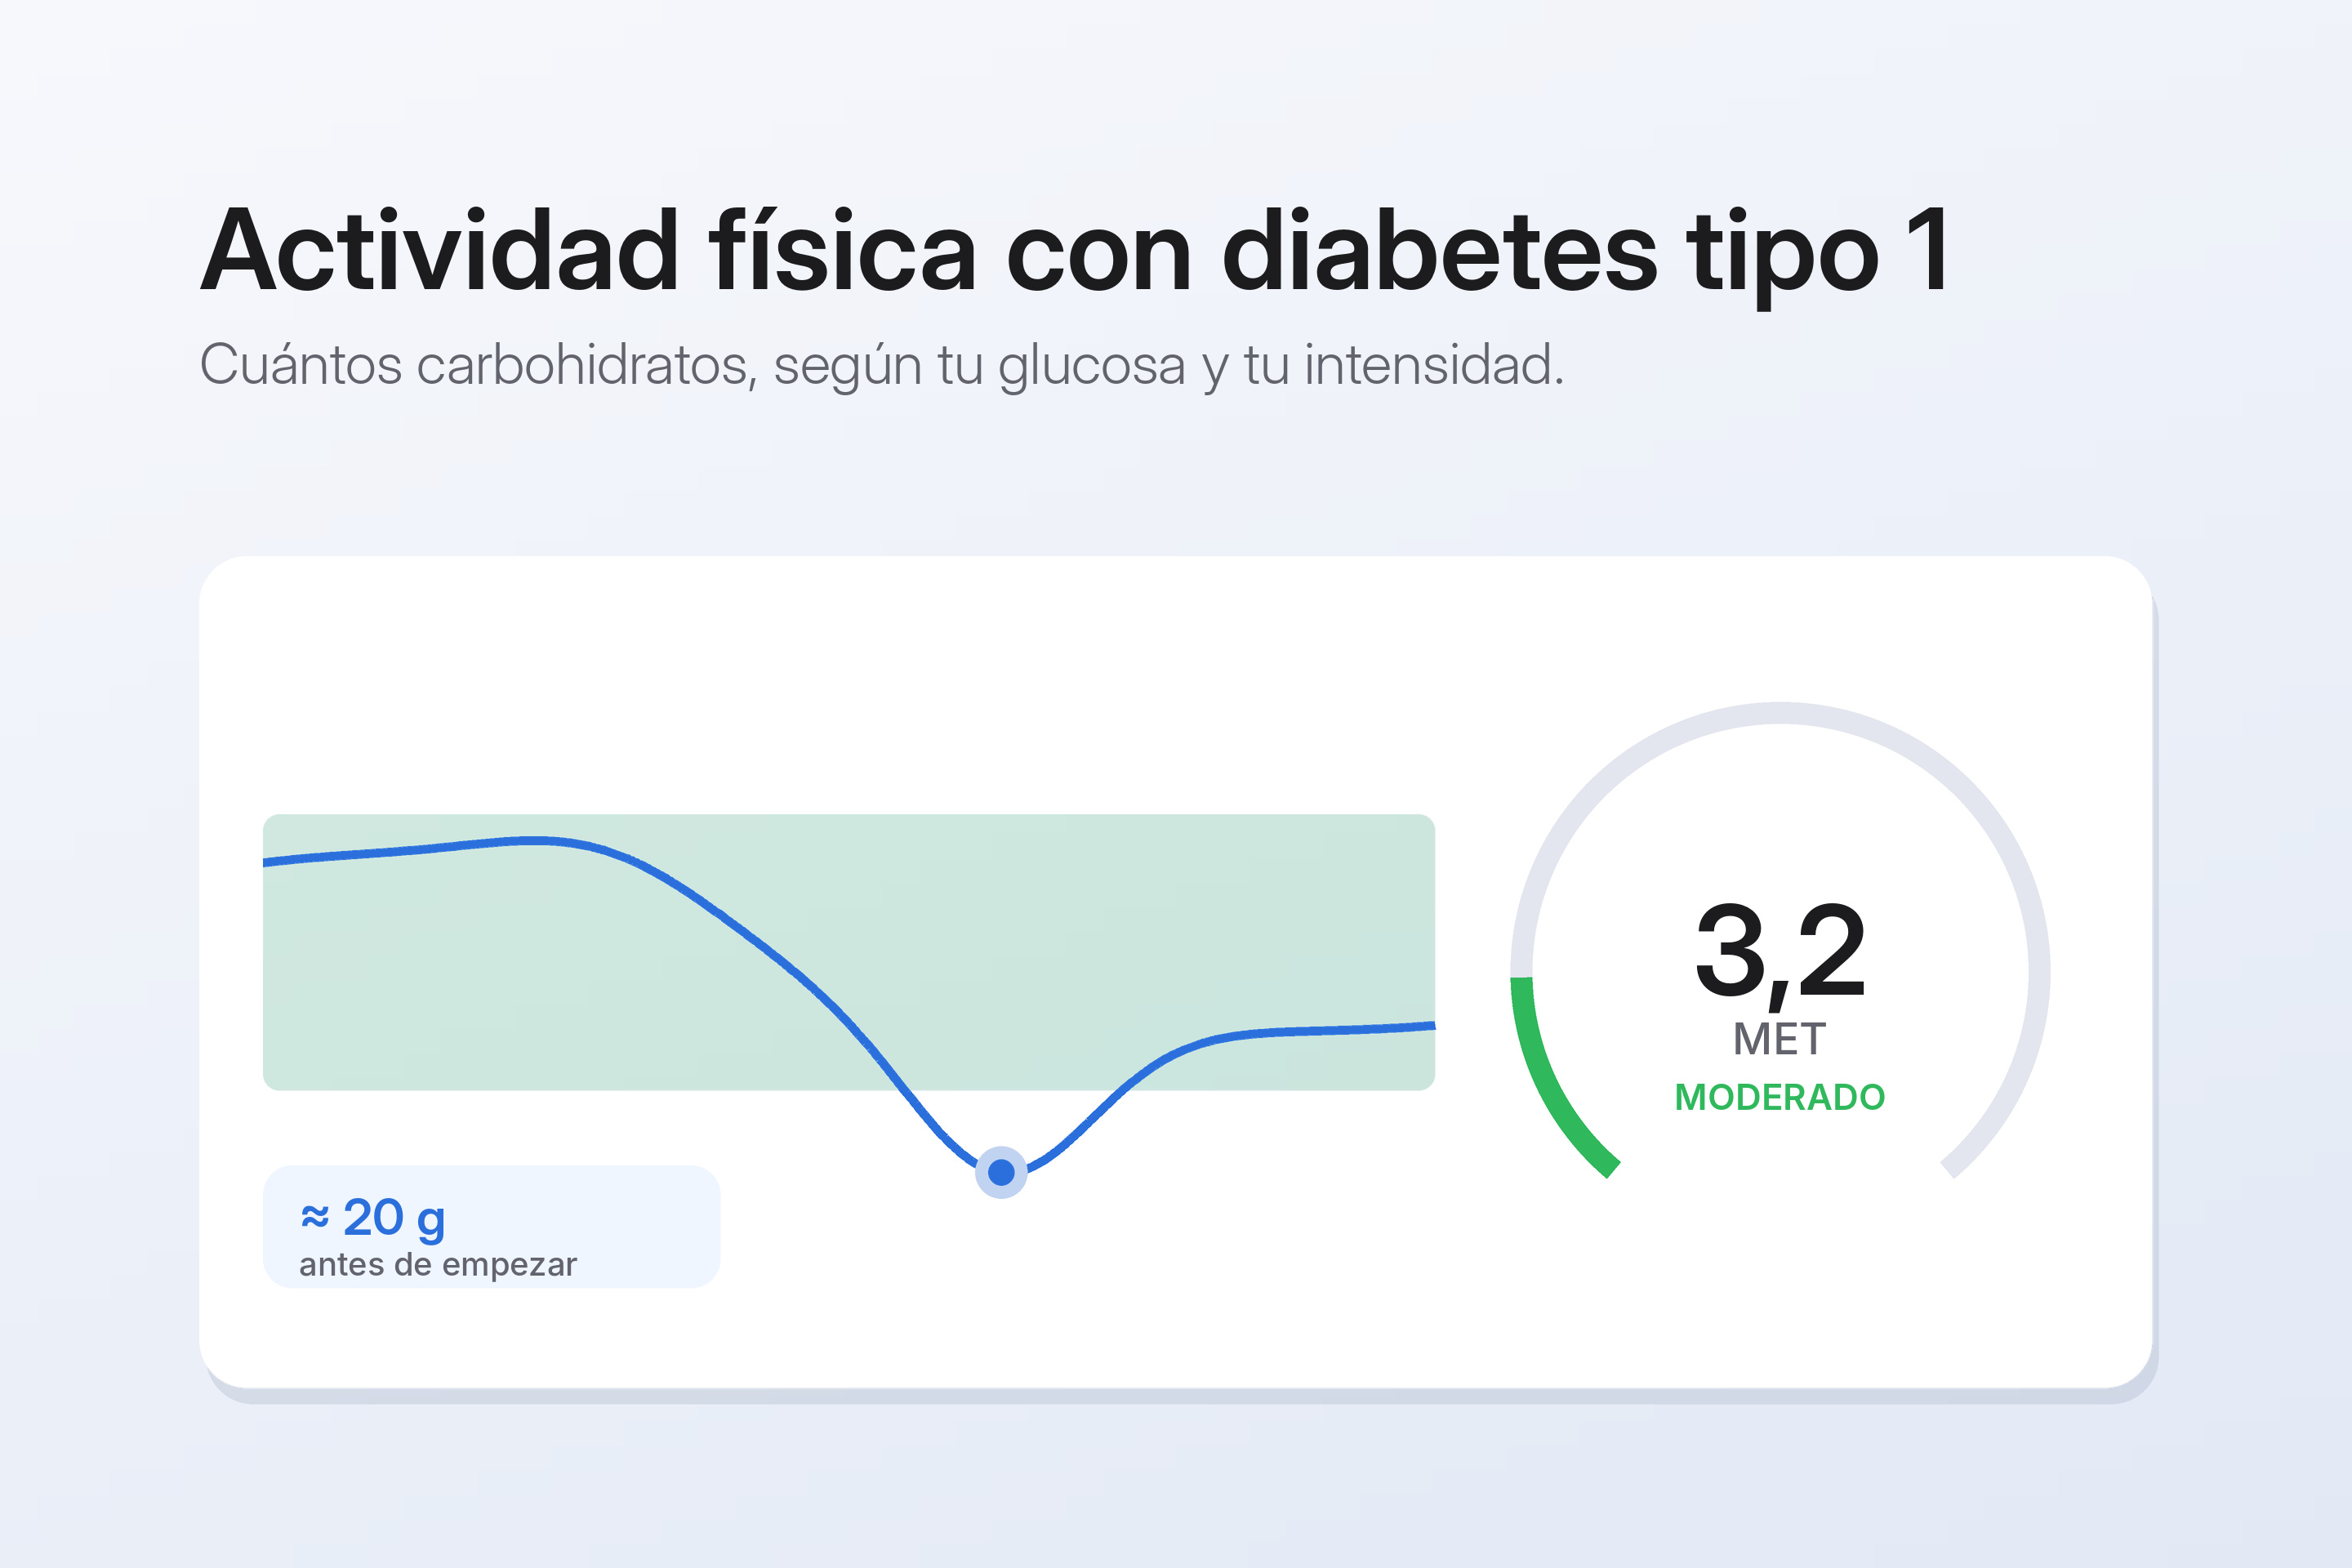 Actividad física con diabetes tipo 1
Cuántos carbohidratos, según tu glucosa y tu intensidad.
3,2
MET
MODERADO
≈ 20 g
antes de empezar